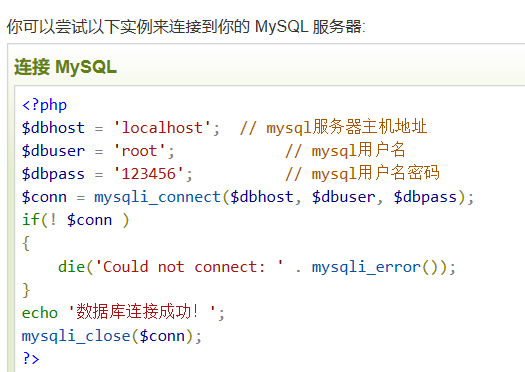 你可以尝试以下实例来连接到你的 MySQL 服务器:
连接 MySQL
<?php
$dbhost = 'localhost';  // mysql服务器主机地址
$dbuser = 'root';            // mysql用户名
$dbpass = '123456';          // mysql用户名密码
$conn = mysqli_connect($dbhost, $dbuser, $dbpass);
if(! $conn )
{
    die('Could not connect: ' . mysqli_error());
}
echo '数据库连接成功！';
mysqli_close($conn);
?>